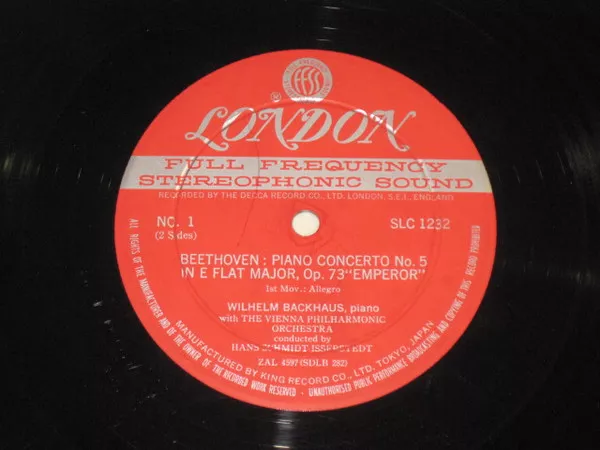 FFSS
LONDON
®
FULL FREQUENCY
STEREOPHONIC SOUND
RECORDED BY THE DECCA RECORD CO., LTD. LONDON, S.E.I., ENGLAND
NO. 1
(2 Sides)
SLC 1232
BEETHOVEN : PIANO CONCERTO No. 5
IN E FLAT MAJOR, Op. 73 "EMPEROR"
1st Mov.: Allegro
WILHELM BACKHAUS, piano
with THE VIENNA PHILHARMONIC
ORCHESTRA
conducted by
HANS SCHMIDT ISSERSTEDT
ZAL 4597 (SDLB 282)
MANUFACTURED BY KING RECORD CO., LTD. TOKYO, JAPAN
ALL RIGHTS OF THE MANUFACTURER AND OF THE OWNER OF THE RECORDED WORK RESERVED · UNAUTHORISED PUBLIC PERFORMANCE BROADCASTING AND COPYING OF THIS RECORD PROHIBITED